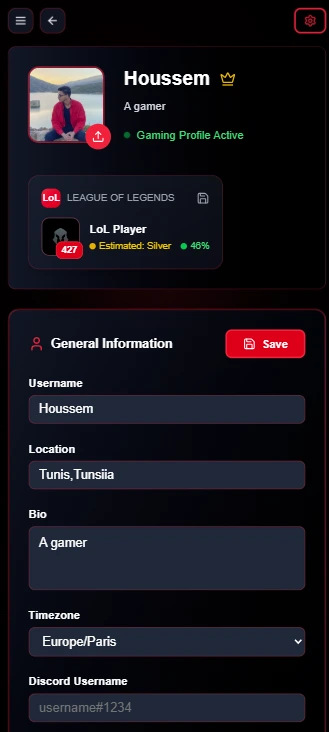 Houssem
A gamer
Gaming Profile Active
LoL LEAGUE OF LEGENDS
LoL Player
427
Estimated: Silver 46%
General Information
Save
Username
Houssem
Location
Tunis,Tunsiia
Bio
A gamer
Timezone
Europe/Paris
Discord Username
username#1234